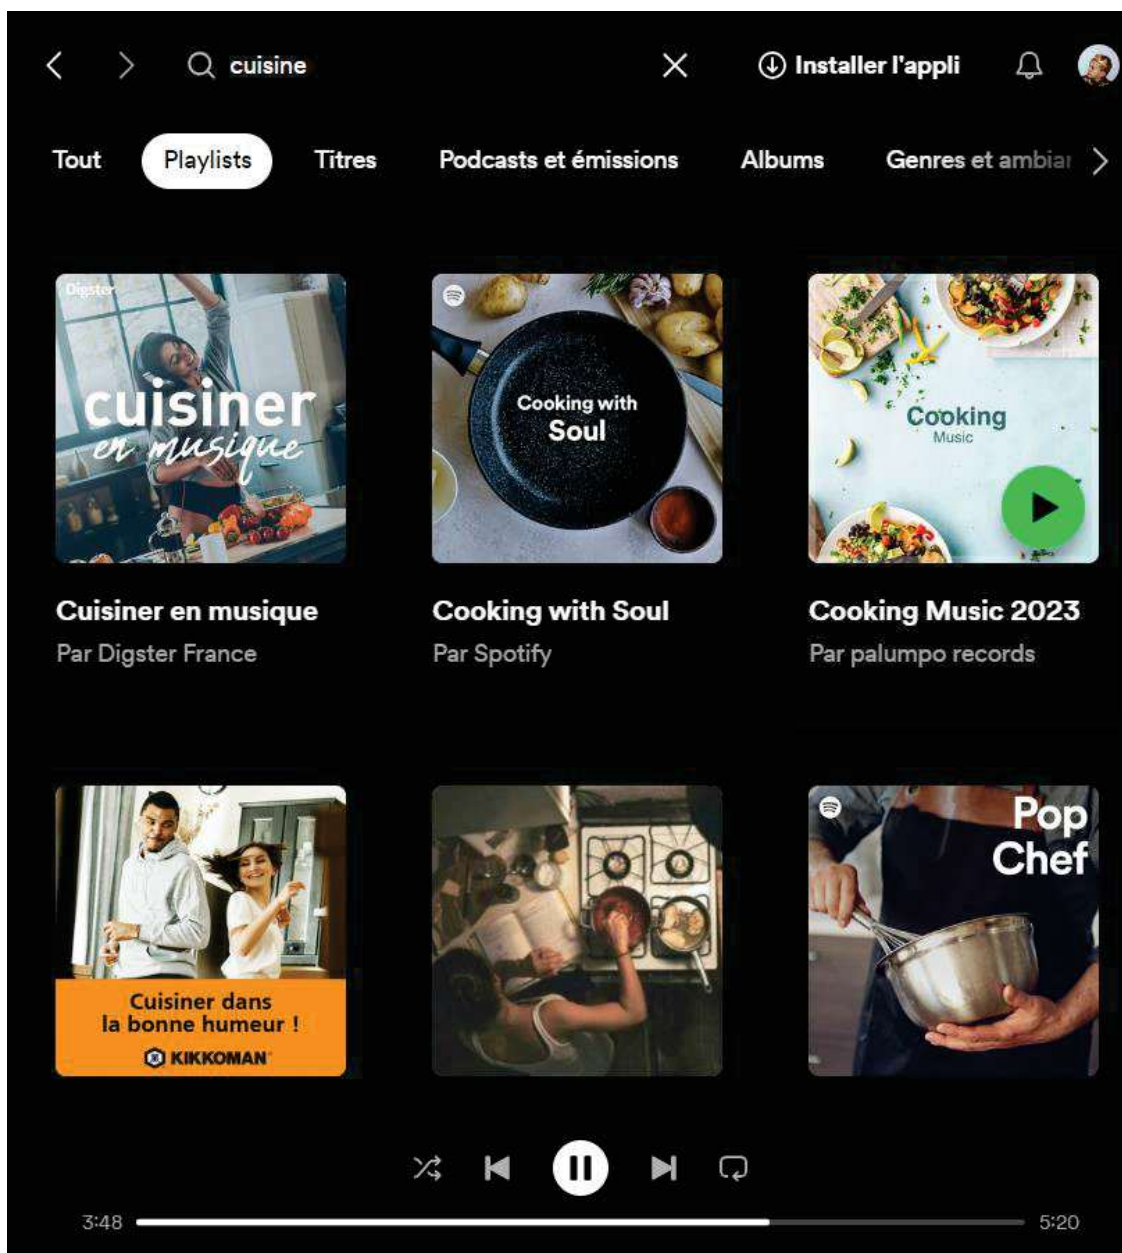 cuisine
Installer l'appli
Tout
Playlists
Titres
Podcasts et émissions
Albums
Genres et ambiar
Digster
cuisiner
en musique
Cooking with
Soul
Cooking
Music
Cuisiner en musique
Par Digster France
Cooking with Soul
Par Spotify
Cooking Music 2023
Par palumpo records
Cuisiner dans
la bonne humeur !
KIKKOMAN
Pop
Chef
3:48
5:20